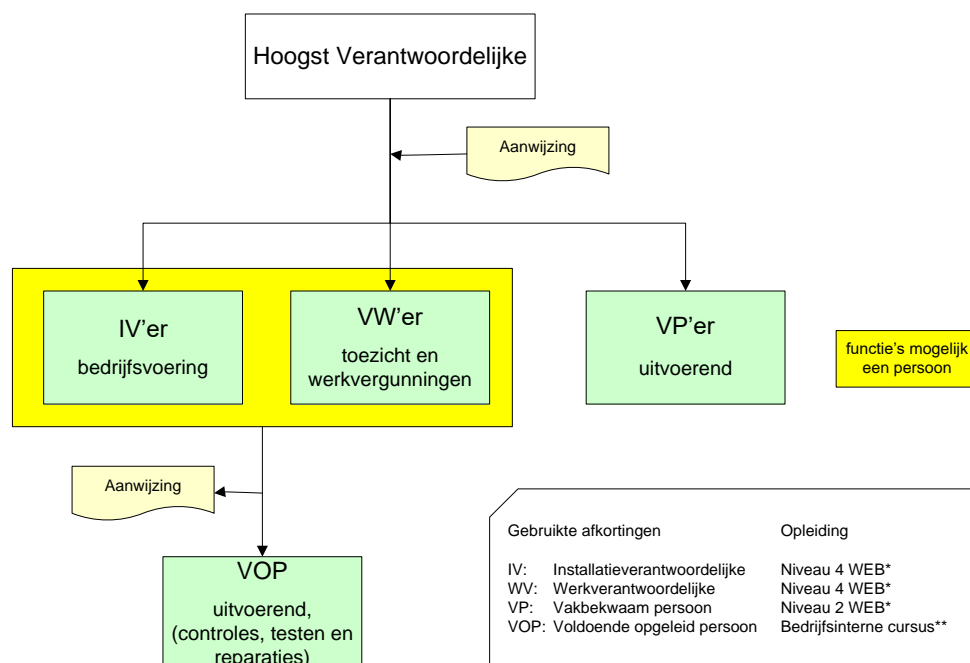 Hoogst Verantwoordelijke
Aanwijzing
IV'er
bedrijfsvoering
VW'er
toezicht en
werkvergunningen
VP'er
uitvoerend
functie's mogelijk
een persoon
Aanwijzing
VOP
uitvoerend,
(controles, testen en
reparaties)
Gebruikte afkortingen Opleiding
IV: Installatieverantwoordelijke Niveau 4 WEB*
WV: Werkverantwoordelijke Niveau 4 WEB*
VP: Vakbekwaam persoon Niveau 2 WEB*
VOP: Voldoende opgeleid persoon Bedrijfsinterne cursus**